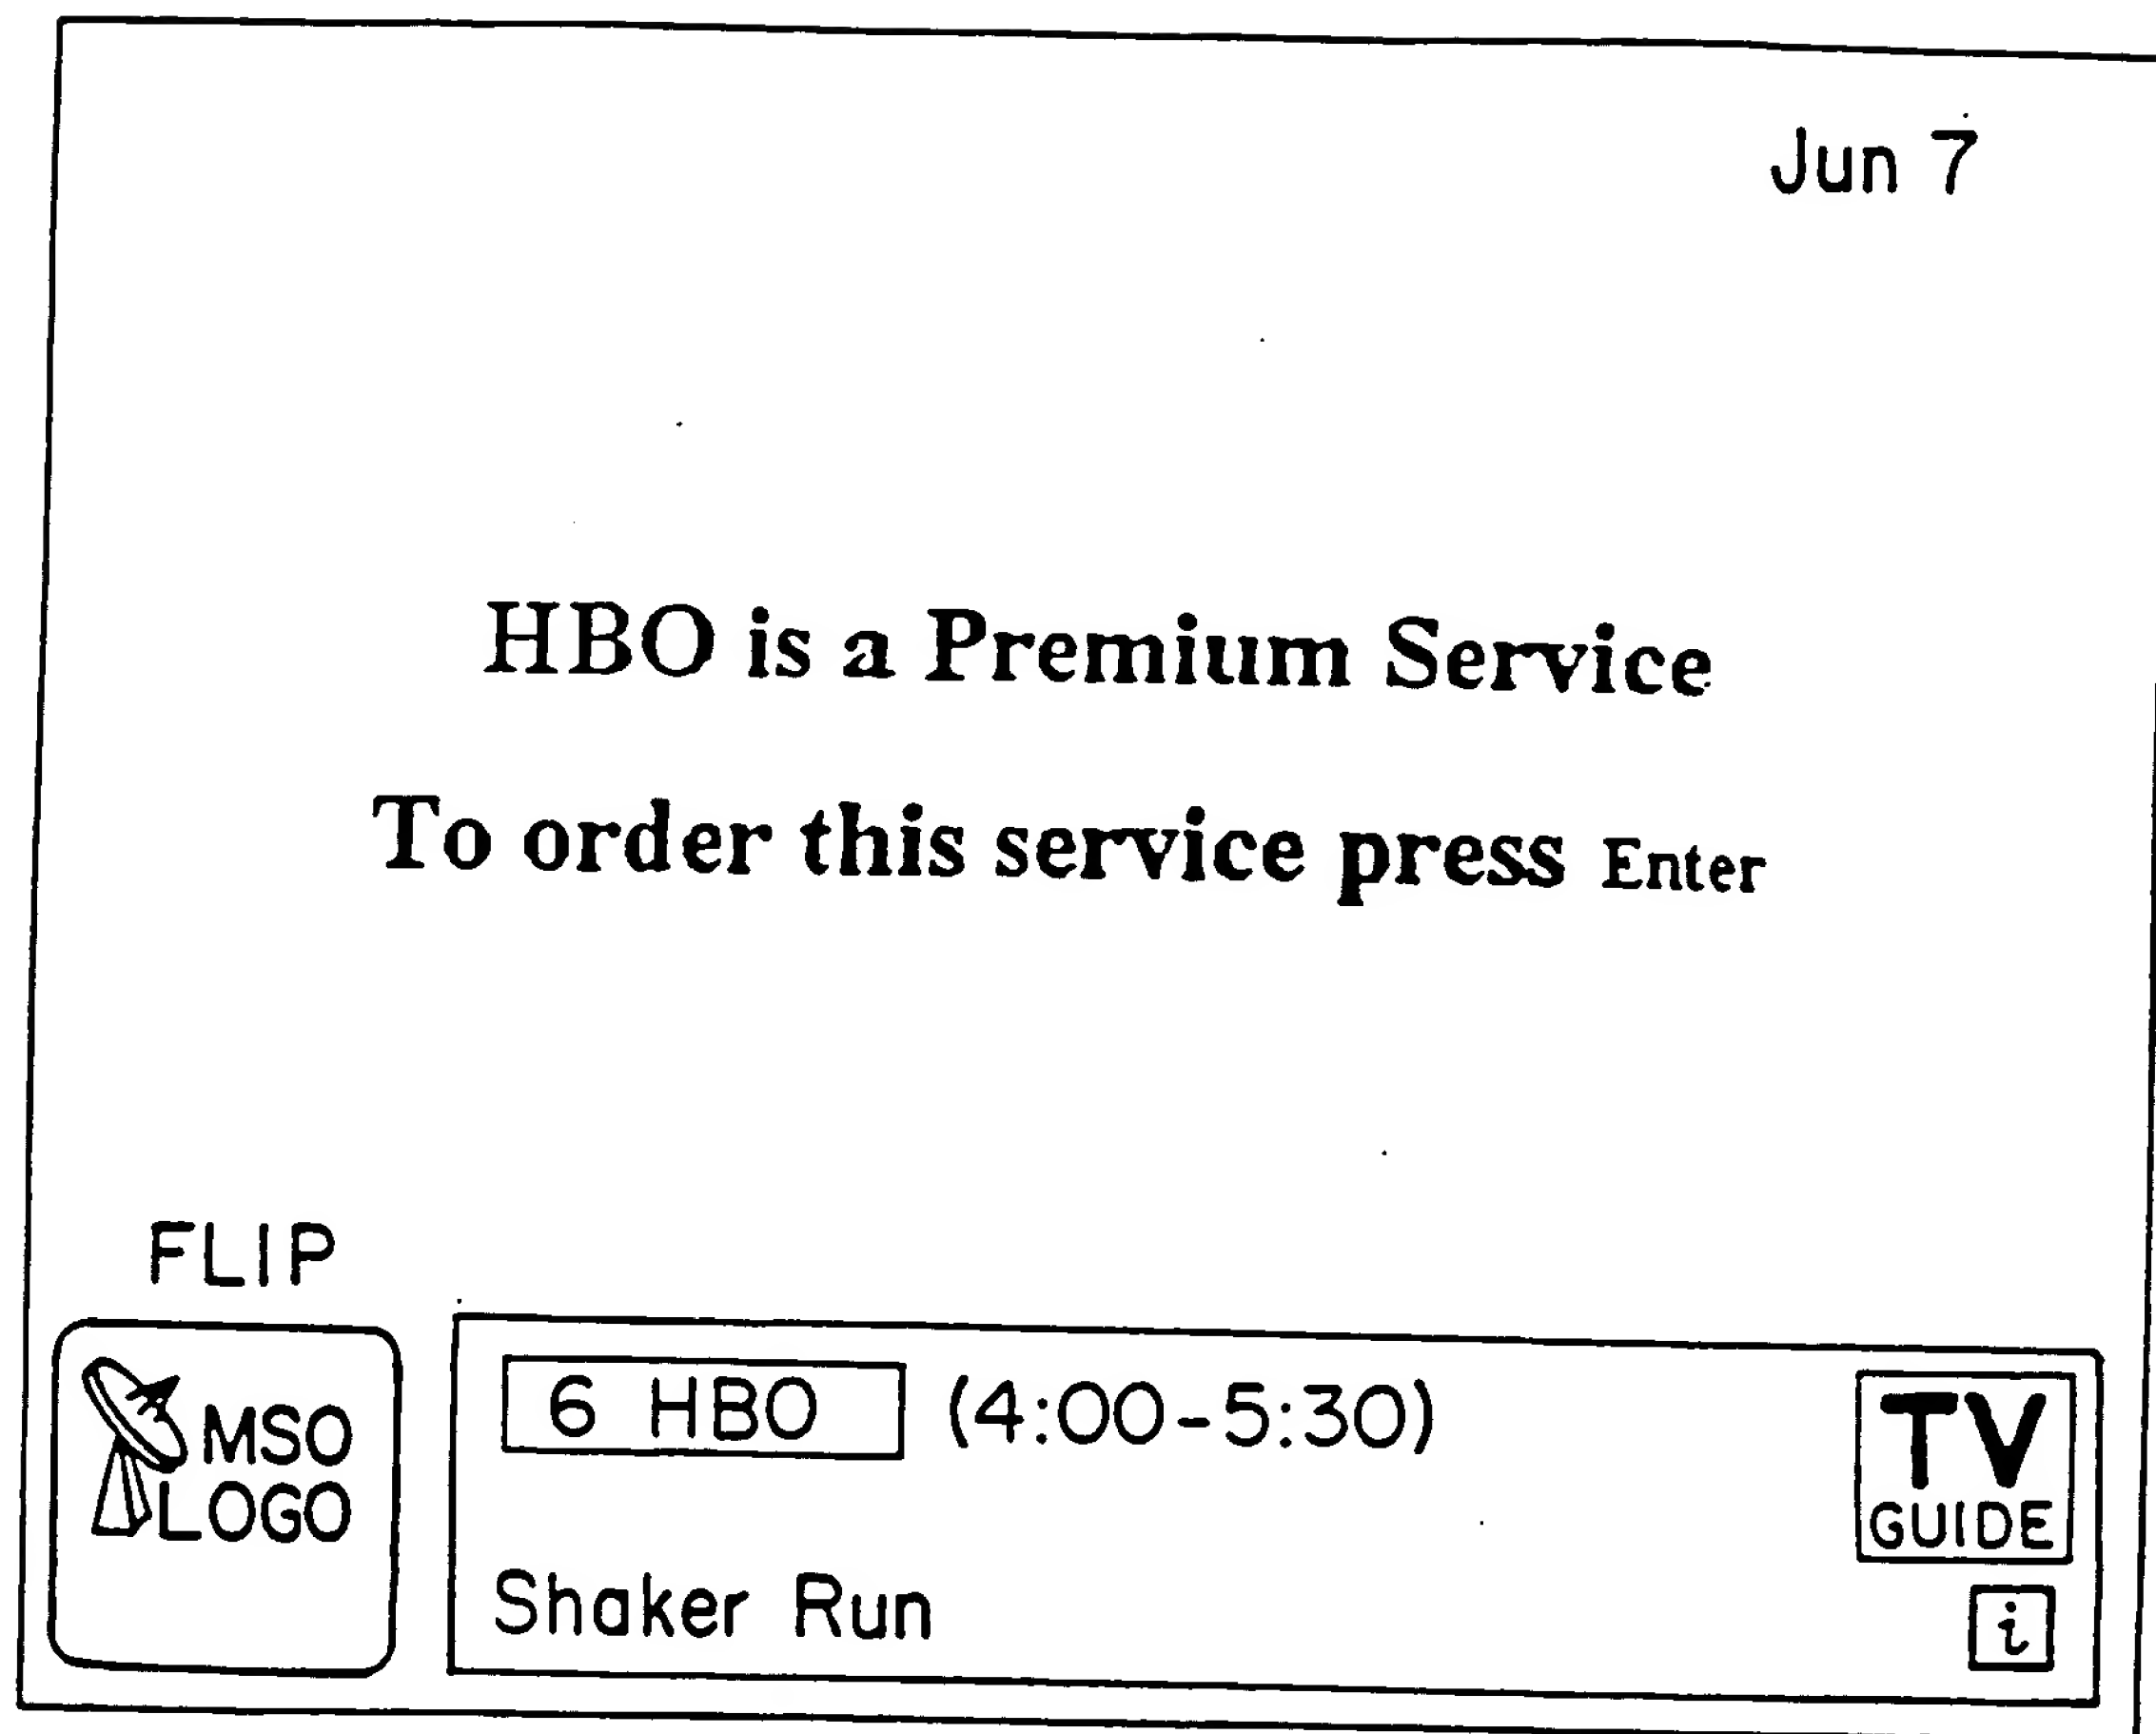 Jun 7
HBO is a Premium Service
To order this service press Enter
FLIP
MSO
LOGO
6 HBO (4:00-5:30)
TV
GUIDE
Shaker Run
i